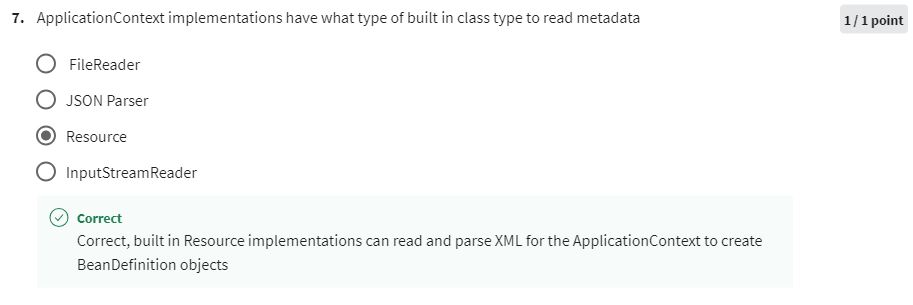 7. ApplicationContext implementations have what type of built in class type to read metadata
1 / 1 point
FileReader
JSON Parser
Resource
InputStreamReader
Correct
Correct, built in Resource implementations can read and parse XML for the ApplicationContext to create
BeanDefinition objects